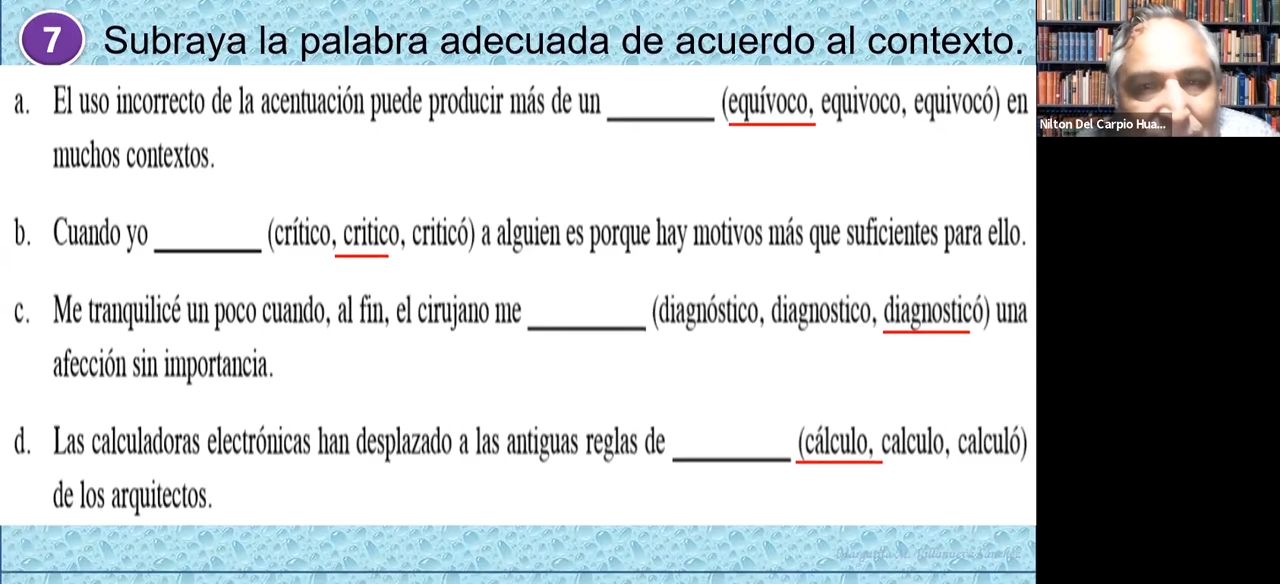 7 Subraya la palabra adecuada de acuerdo al contexto.
a. El uso incorrecto de la acentuación puede producir más de un ________ (equívoco, equivoco, equivocó) en
muchos contextos.
b. Cuando yo ________ (crítico, critico, criticó) a alguien es porque hay motivos más que suficientes para ello.
c. Me tranquilicé un poco cuando, al fin, el cirujano me ________ (diagnóstico, diagnostico, diagnosticó) una
afección sin importancia.
d. Las calculadoras electrónicas han desplazado a las antiguas reglas de ________ (cálculo, calculo, calculó)
de los arquitectos.
Nilton Del Carpio Hua...
Margarita M. Villanueva Sánchez